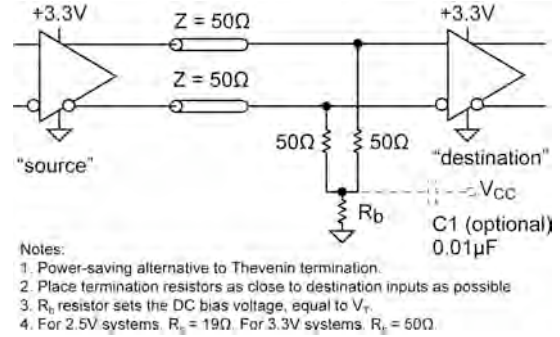 +3.3V
+3.3V
Z = 50Ω
Z = 50Ω
50Ω
50Ω
"source"
"destination"
VCC
Rb
C1 (optional)
0.01µF
Notes:
1. Power-saving alternative to Thevenin termination.
2. Place termination resistors as close to destination inputs as possible
3. Rb resistor sets the DC bias voltage, equal to VT.
4. For 2.5V systems. Rb = 19Ω. For 3.3V systems. Rb = 50Ω